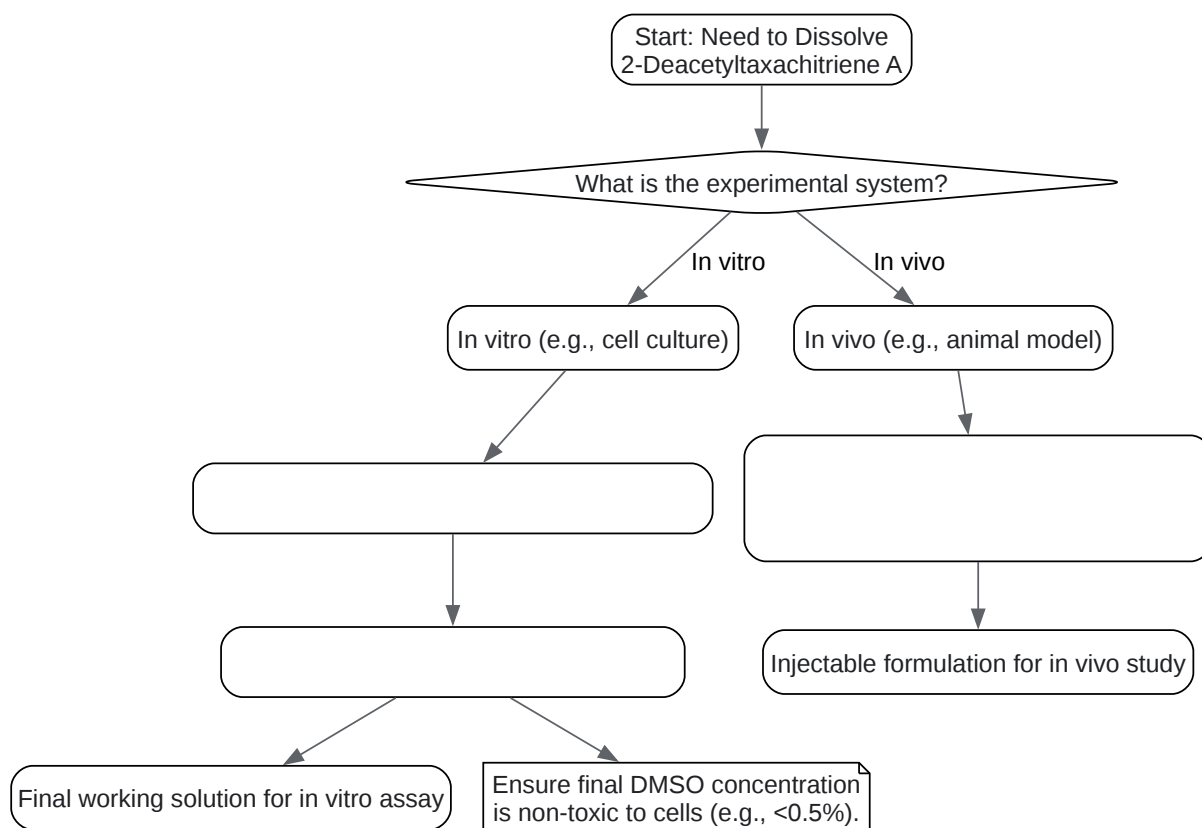 Start: Need to Dissolve
2-Deacetyltaxachitriene A
What is the experimental system?
In vitro
In vivo
In vitro (e.g., cell culture)
In vivo (e.g., animal model)
Injectable formulation for in vivo study
Final working solution for in vitro assay
Ensure final DMSO concentration
is non-toxic to cells (e.g., <0.5%).